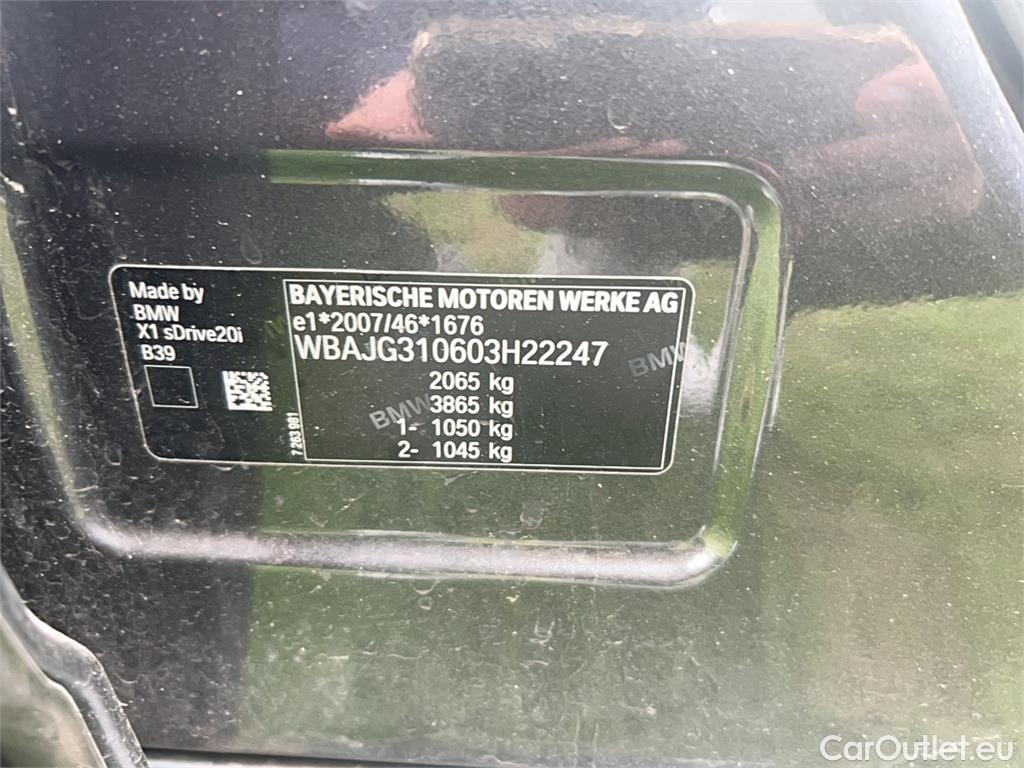 Made by
BMW
X1 sDrive20i
B39
7 263 981
BAYERISCHE MOTOREN WERKE AG
e1*2007/46*1676
WBAJG310603H22247
2065 kg
3865 kg
1- 1050 kg
2- 1045 kg
BMW
BMW
CarOutlet.eu